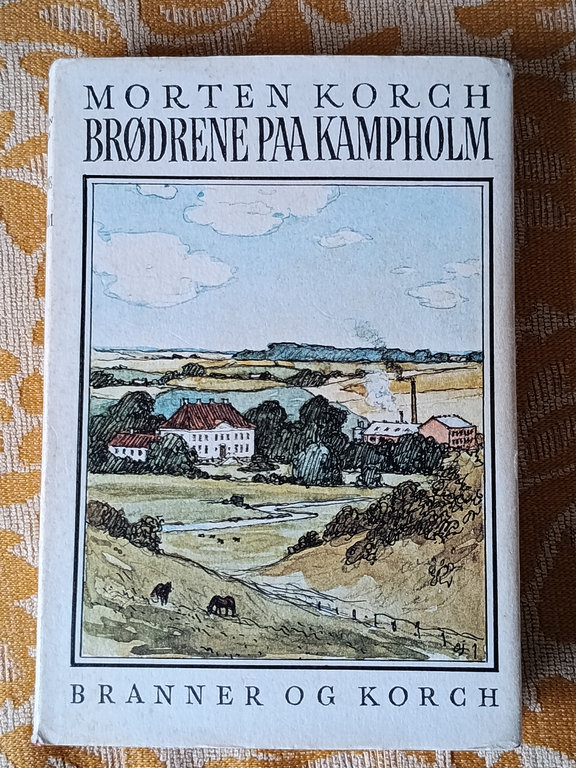 MORTEN KORCH
BRØDRENE PAA KAMPHOLM
BRANNER OG KORCH